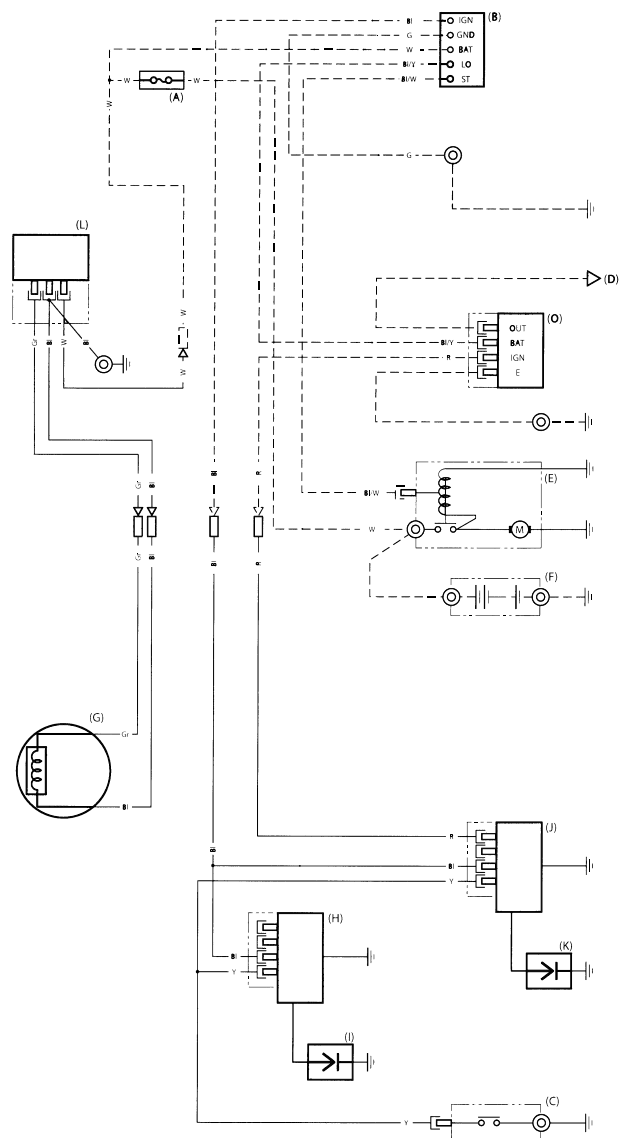 Bl IGN (B)
G GND
W BAT
Bl/Y LO
Bl/W ST
W W
(A)
W
G
(L)
(D)
W
(O)
OUT
Bl/Y BAT
R IGN
E
Gr Bl W Bl
W
(E)
Bl/W
Gr Bl Bl R
W M
Gr Bl Bl R
(F)
(G)
Gr
Bl
(J)
R
Bl
Bl
Y
(H)
(K)
Bl
Y
(I)
(C)
Y